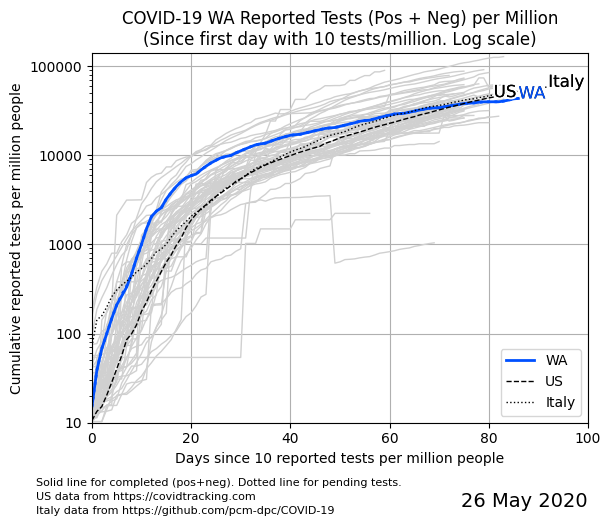 COVID-19 WA Reported Tests (Pos + Neg) per Million
(Since first day with 10 tests/million. Log scale)
Cumulative reported tests per million people
100000
10000
1000
100
10
US
WA
Italy
WA
US
Italy
0
20
40
60
80
100
Days since 10 reported tests per million people
Solid line for completed (pos+neg). Dotted line for pending tests.
US data from https://covidtracking.com
Italy data from https://github.com/pcm-dpc/COVID-19
26 May 2020